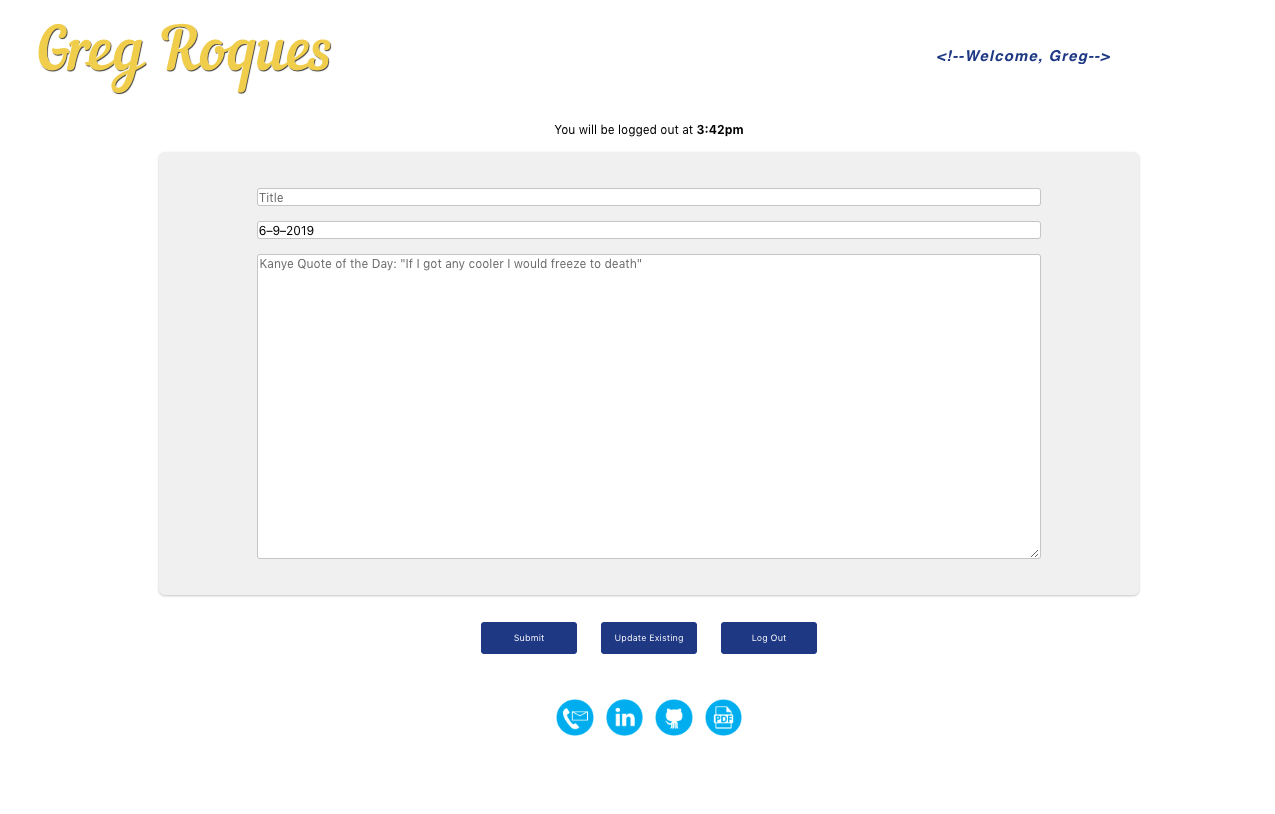 Greg Roques
<!--Welcome, Greg-->
You will be logged out at 3:42pm
Title
6–9–2019
Kanye Quote of the Day: "If I got any cooler I would freeze to death"
Submit Update Existing Log Out
in PDF